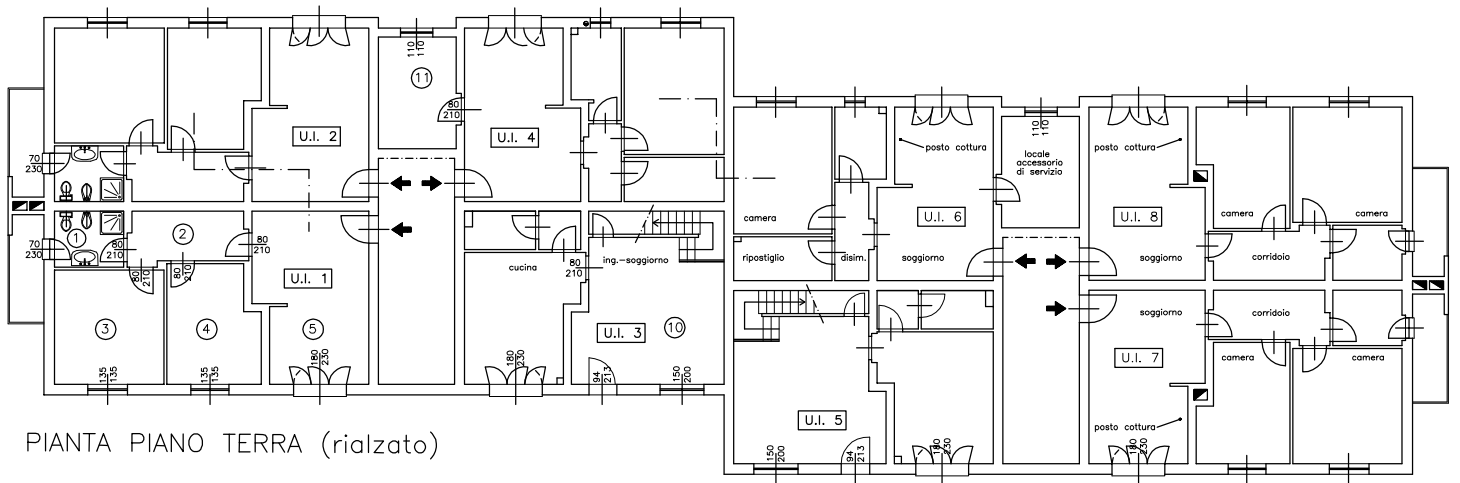 110
110
11
80
210
U.I. 2
U.I. 4
70
230
posto cottura
locale
accessorio
di servizio
110
110
posto cottura
camera
U.I. 6
U.I. 8
camera
camera
1
2
70
230
80
210
80
210
80
210
80
210
80
210
cucina
ing.-soggiorno
ripostiglio
disim.
soggiorno
soggiorno
corridoio
U.I. 1
3
4
5
U.I. 3
10
soggiorno
corridoio
camera
camera
U.I. 7
135
135
135
135
180
230
180
230
94
213
150
200
U.I. 5
posto cottura
150
200
94
213
180
230
180
230
PIANTA PIANO TERRA (rialzato)